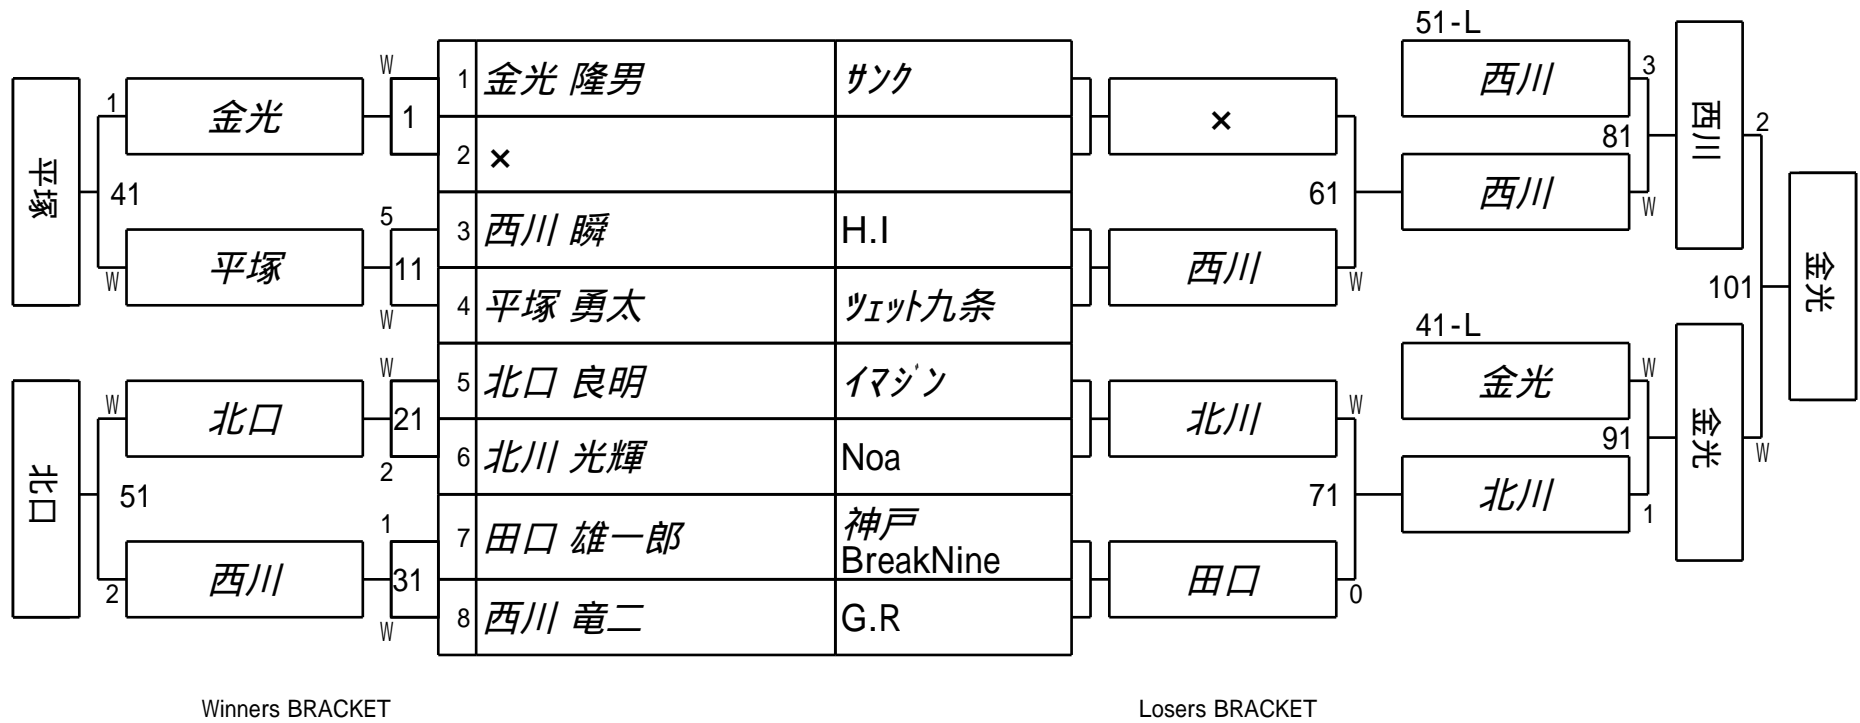 51-L
W
1 金光 隆男 サンク
3
1 金光 1
西川
×
西川
2
2 ×
81
平塚
41
61
西川
5
3 西川 瞬 H.I
W
平塚 11
西川
W
W
4 平塚 勇太 ツェット九条
金光
101
W
41-L
W
5 北口 良明 イマジン
W
W 北口 21
北川
W
金光
91
金光
W
6 北川 光輝 Noa
2
北口
51
71
北川
1
1
7 田口 雄一郎 神戸
BreakNine
西川 31
田口
2
0
8 西川 竜二 G.R
W
Winners BRACKET
Losers BRACKET